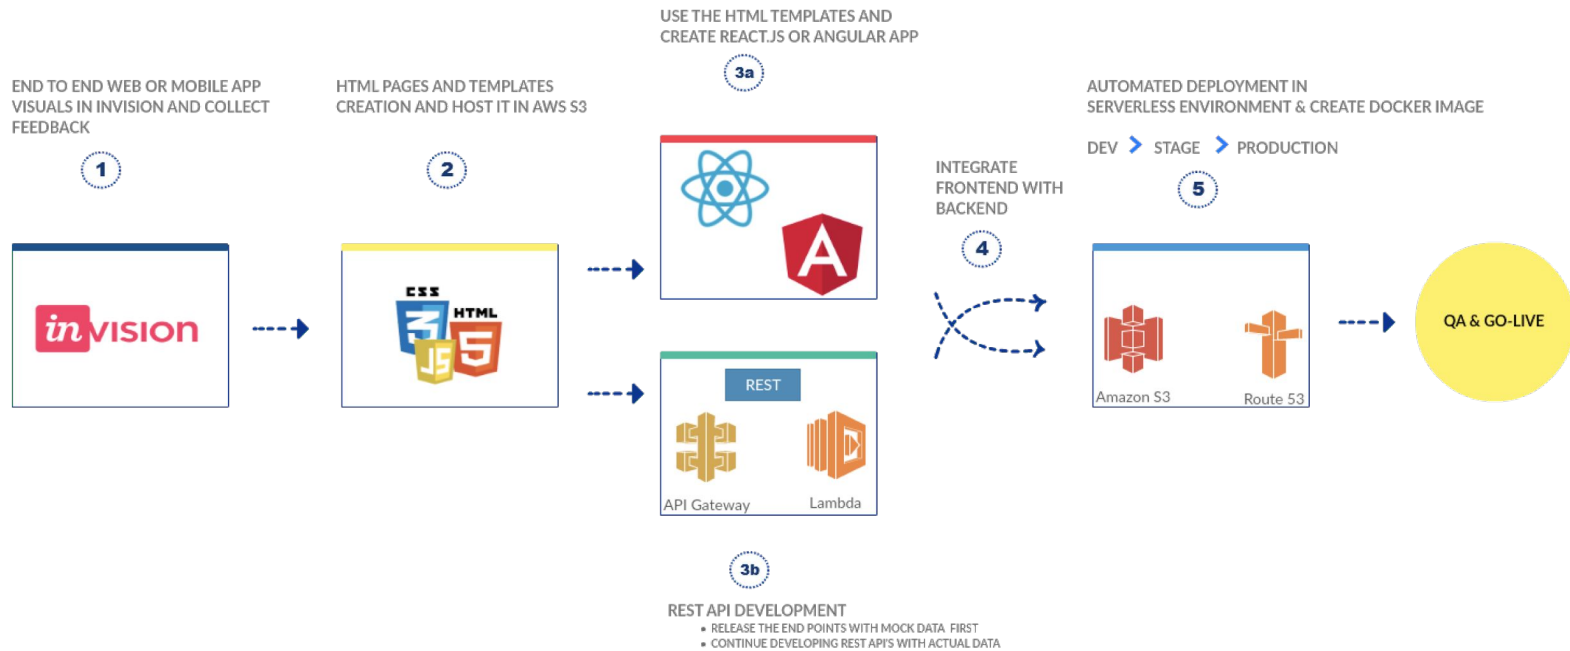 USE THE HTML TEMPLATES AND
CREATE REACT.JS OR ANGULAR APP
3a
END TO END WEB OR MOBILE APP
VISUALS IN INVISION AND COLLECT
FEEDBACK
1
HTML PAGES AND TEMPLATES
CREATION AND HOST IT IN AWS S3
2
AUTOMATED DEPLOYMENT IN
SERVERLESS ENVIRONMENT & CREATE DOCKER IMAGE
DEV > STAGE > PRODUCTION
5
INTEGRATE
FRONTEND WITH
BACKEND
4
inVISION
CSS
3
HTML
5
JS
A
REST
API Gateway
Lambda
Amazon S3
Route 53
QA & GO-LIVE
3b
REST API DEVELOPMENT
• RELEASE THE END POINTS WITH MOCK DATA FIRST
• CONTINUE DEVELOPING REST API'S WITH ACTUAL DATA